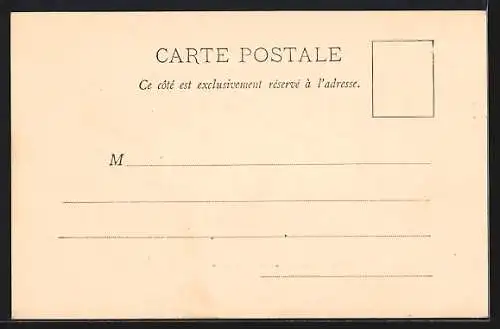 CARTE POSTALE
Ce côté est exclusivement réservé à l'adresse.
M